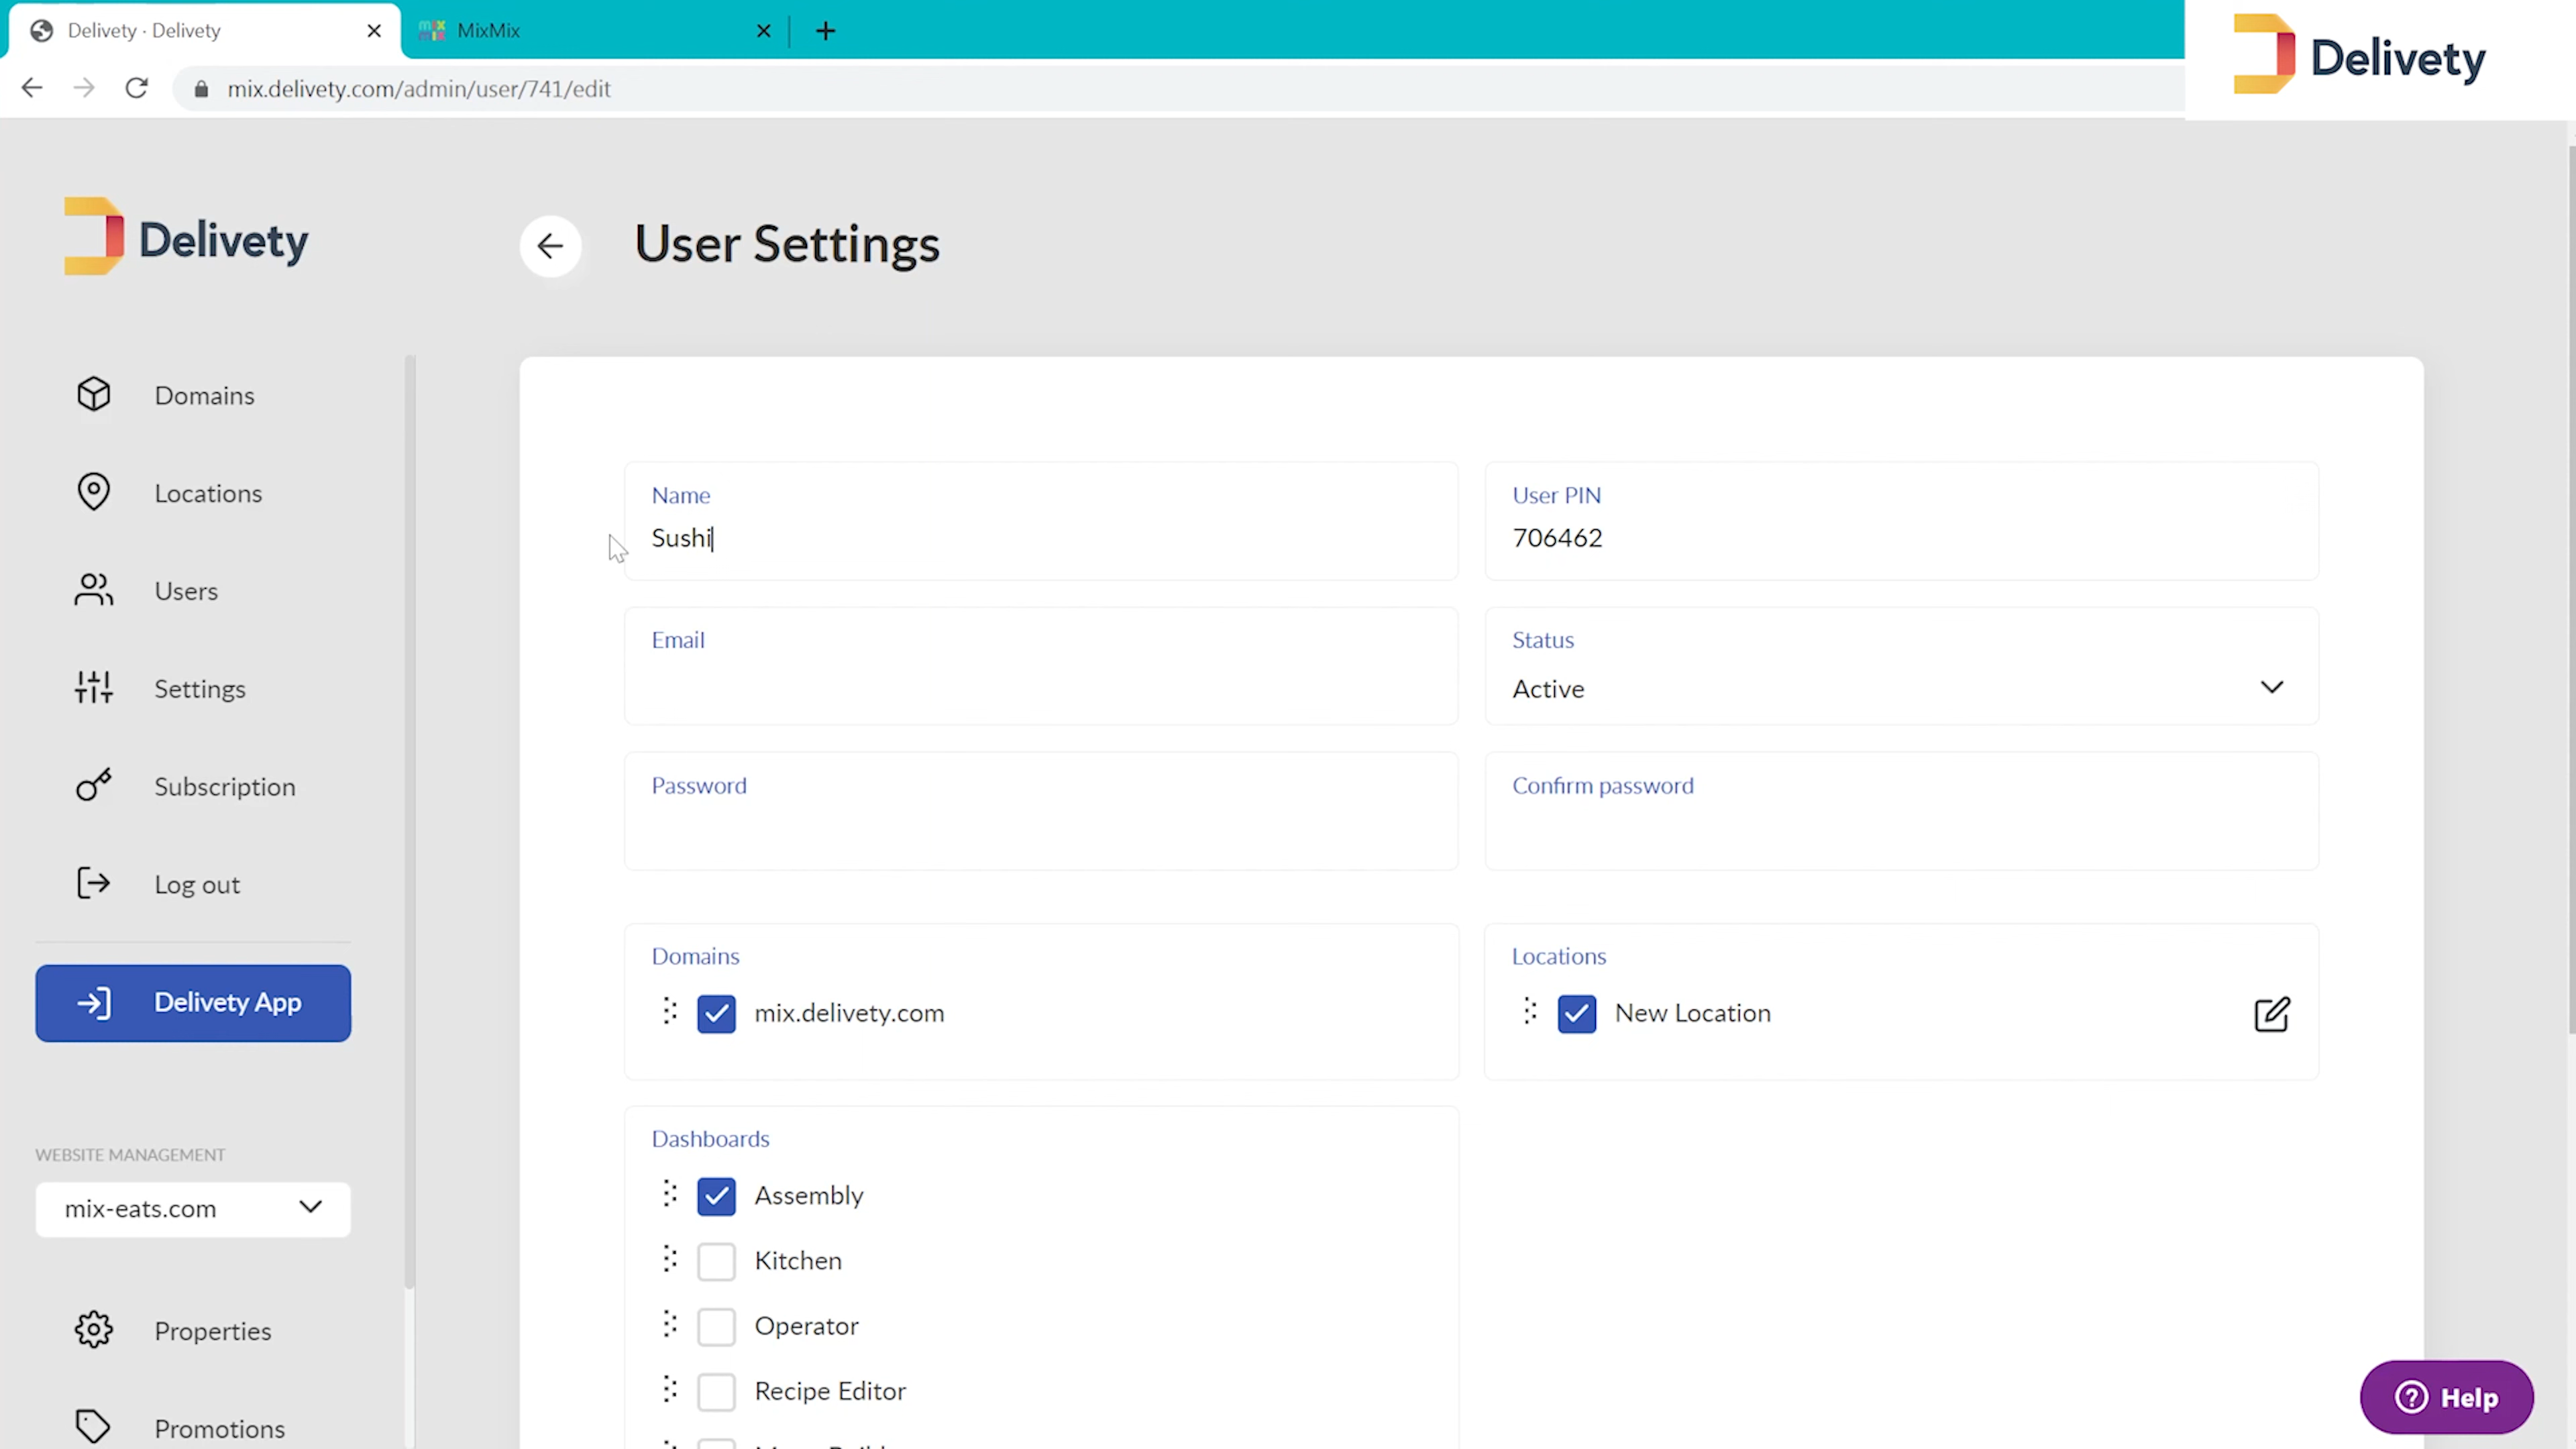 Delivety · Delivety
MixMix
mix.delivety.com/admin/user/741/edit
Delivety
Delivety
User Settings
Domains
Locations
Users
Settings
Subscription
Log out
Delivety App
WEBSITE MANAGEMENT
mix-eats.com
Properties
Promotions
Name
Sushi
User PIN
706462
Email
Status
Active
Password
Confirm password
Domains
mix.delivety.com
Locations
New Location
Dashboards
Assembly
Kitchen
Operator
Recipe Editor
Help